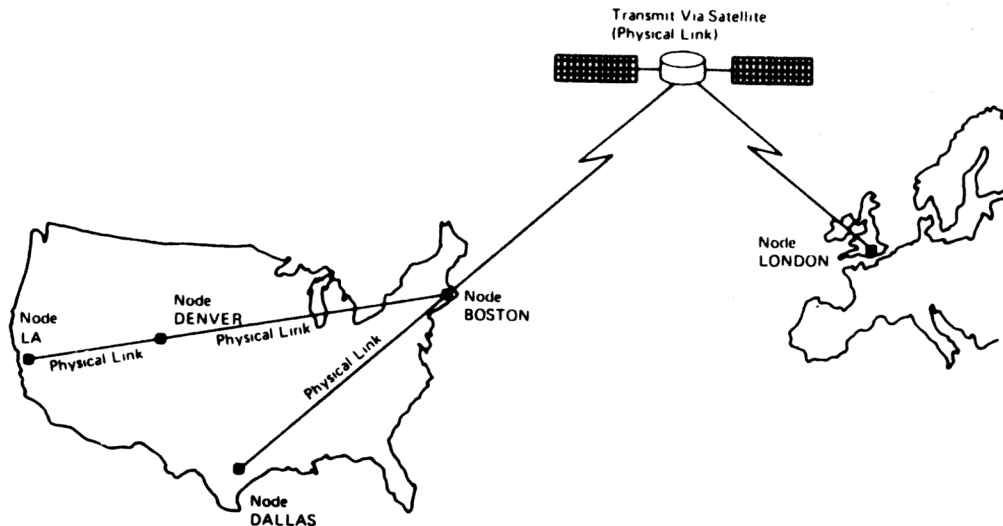 Transmit Via Satellite
(Physical Link)
Node
LONDON
Node
BOSTON
Node
DENVER
Node
LA
Physical Link
Physical Link
Physical Link
Node
DALLAS